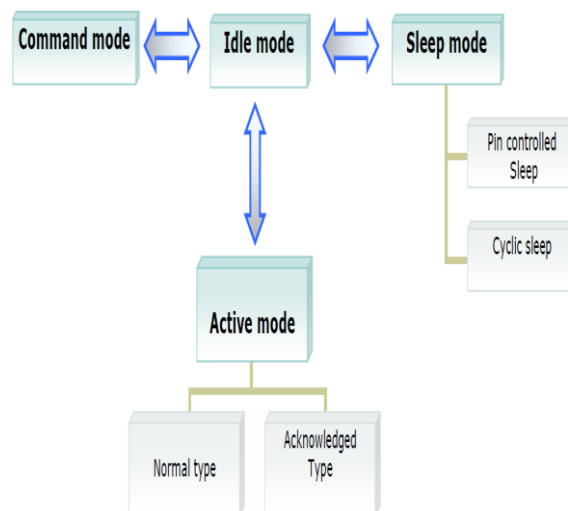 Command mode
Idle mode
Sleep mode
Pin controlled
Sleep
Cyclic sleep
Active mode
Normal type
Acknowledged
Type